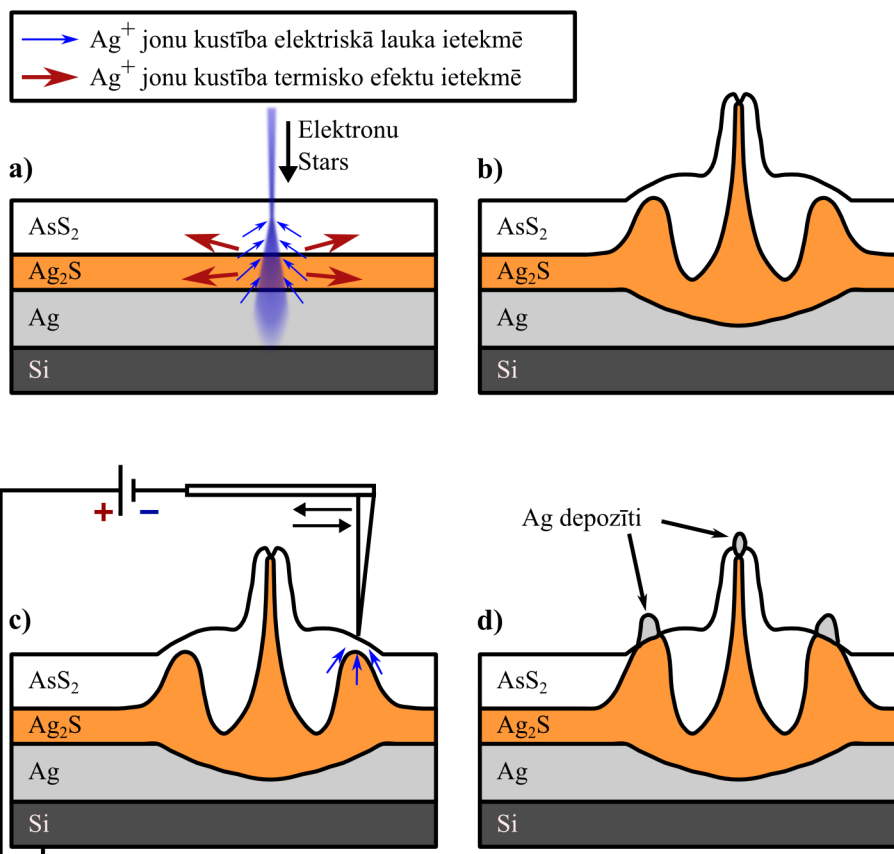 Ag⁺ jonu kustība elektriskā lauka ietekmē
Ag⁺ jonu kustība termisko efektu ietekmē
Elektronu
Stars
a)
AsS₂
Ag₂S
Ag
Si
b)
AsS₂
Ag₂S
Ag
Si
+ −
c)
AsS₂
Ag₂S
Ag
Si
Ag depozīti
d)
AsS₂
Ag₂S
Ag
Si